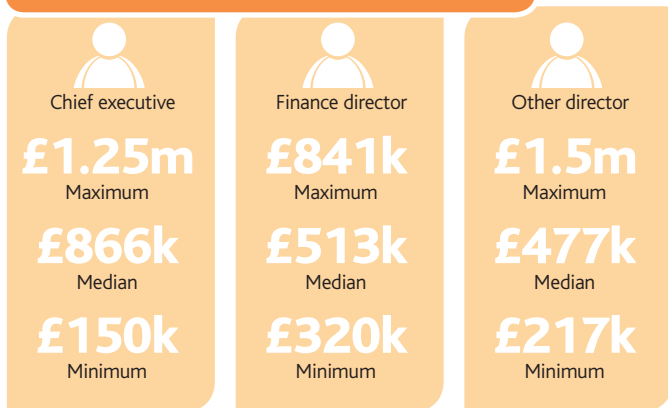 Chief executive
£1.25m
Maximum
£866k
Median
£150k
Minimum
Finance director
£841k
Maximum
£513k
Median
£320k
Minimum
Other director
£1.5m
Maximum
£477k
Median
£217k
Minimum